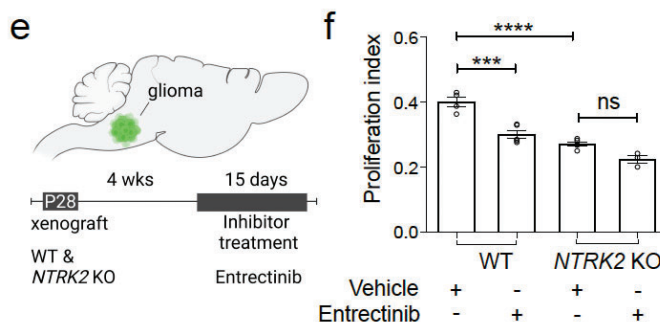 e
glioma
4 wks
15 days
P28
xenograft
Inhibitor
treatment
WT &
NTRK2 KO
Entrectinib
f
Proliferation index
0.6
0.4
0.2
0.0
****
***
ns
WT
NTRK2 KO
Vehicle + - + -
Entrectinib - + - +